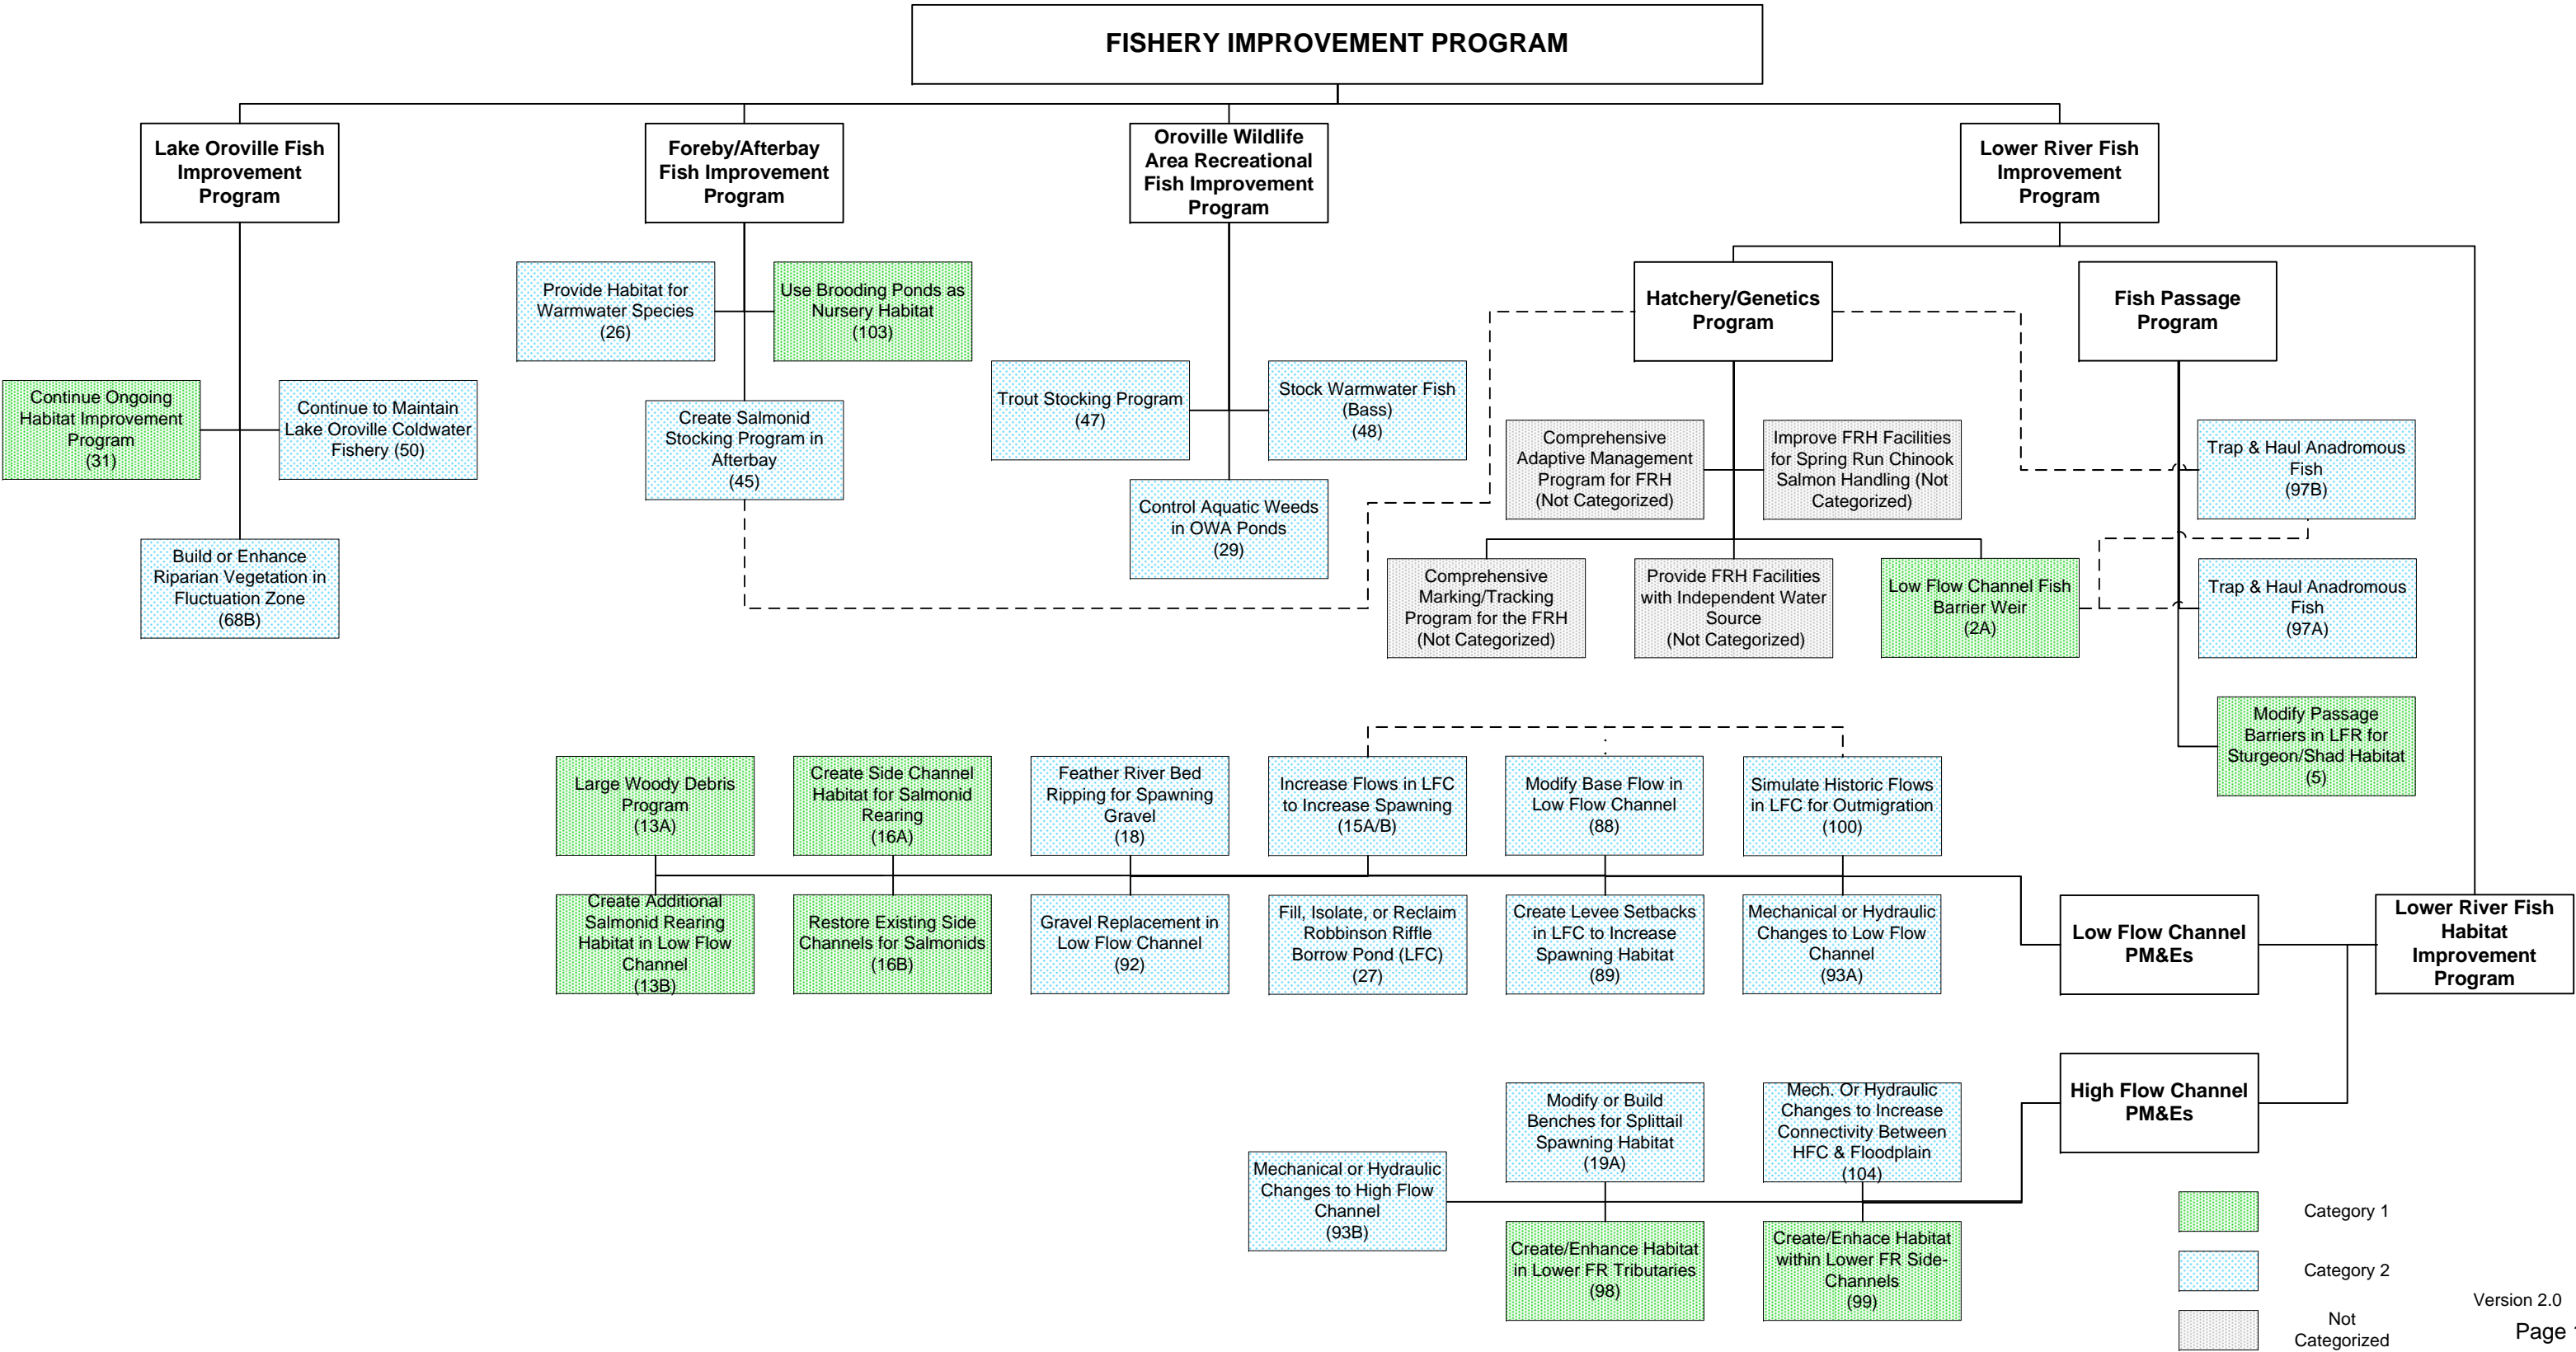 FISHERY IMPROVEMENT PROGRAM
Lake Oroville Fish
Improvement
Program
Foreby/Afterbay
Fish Improvement
Program
Oroville Wildlife
Area Recreational
Fish Improvement
Program
Lower River Fish
Improvement
Program
Provide Habitat for
Warmwater Species
(26)
Use Brooding Ponds as
Nursery Habitat
(103)
Hatchery/Genetics
Program
Fish Passage
Program
Continue Ongoing
Habitat Improvement
Program
(31)
Continue to Maintain
Lake Oroville Coldwater
Fishery (50)
Create Salmonid
Stocking Program in
Afterbay
(45)
Trout Stocking Program
(47)
Stock Warmwater Fish
(Bass)
(48)
Comprehensive
Adaptive Management
Program for FRH
(Not Categorized)
Improve FRH Facilities
for Spring Run Chinook
Salmon Handling (Not
Categorized)
Trap & Haul Anadromous
Fish
(97B)
Build or Enhance
Riparian Vegetation in
Fluctuation Zone
(68B)
Control Aquatic Weeds
in OWA Ponds
(29)
Comprehensive
Marking/Tracking
Program for the FRH
(Not Categorized)
Provide FRH Facilities
with Independent Water
Source
(Not Categorized)
Low Flow Channel Fish
Barrier Weir
(2A)
Trap & Haul Anadromous
Fish
(97A)
Modify Passage
Barriers in LFR for
Sturgeon/Shad Habitat
(5)
Large Woody Debris
Program
(13A)
Create Side Channel
Habitat for Salmonid
Rearing
(16A)
Feather River Bed
Ripping for Spawning
Gravel
(18)
Increase Flows in LFC
to Increase Spawning
(15A/B)
Modify Base Flow in
Low Flow Channel
(88)
Simulate Historic Flows
in LFC for Outmigration
(100)
Create Additional
Salmonid Rearing
Habitat in Low Flow
Channel
(13B)
Restore Existing Side
Channels for Salmonids
(16B)
Gravel Replacement in
Low Flow Channel
(92)
Fill, Isolate, or Reclaim
Robbinson Riffle
Borrow Pond (LFC)
(27)
Create Levee Setbacks
in LFC to Increase
Spawning Habitat
(89)
Mechanical or Hydraulic
Changes to Low Flow
Channel
(93A)
Low Flow Channel
PM&Es
Lower River Fish
Habitat
Improvement
Program
High Flow Channel
PM&Es
Modify or Build
Benches for Splittail
Spawning Habitat
(19A)
Mech. Or Hydraulic
Changes to Increase
Connectivity Between
HFC & Floodplain
(104)
Mechanical or Hydraulic
Changes to High Flow
Channel
(93B)
Create/Enhance Habitat
in Lower FR Tributaries
(98)
Create/Enhace Habitat
within Lower FR Side-
Channels
(99)
Category 1
Category 2
Not
Categorized
Version 2.0
Page